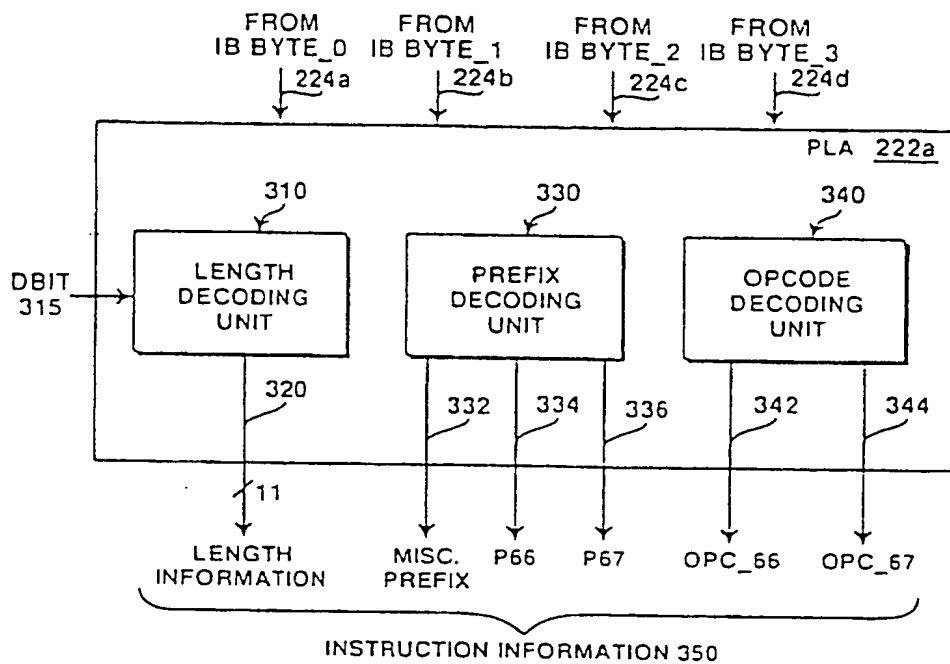 FROM
IB BYTE_0
FROM
IB BYTE_1
FROM
IB BYTE_2
FROM
IB BYTE_3
224a
224b
224c
224d
PLA 222a
310
330
340
DBIT
315
LENGTH
DECODING
UNIT
PREFIX
DECODING
UNIT
OPCODE
DECODING
UNIT
320
332
334
336
342
344
11
LENGTH
INFORMATION
MISC.
PREFIX
P66
P67
OPC_66
OPC_67
INSTRUCTION INFORMATION 350